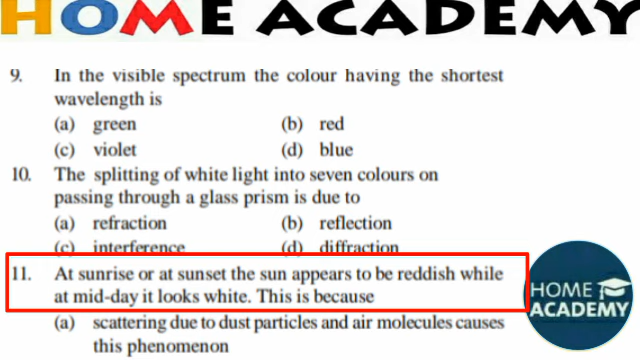 HOME ACADEMY
9. In the visible spectrum the colour having the shortest
wavelength is
(a) green (b) red
(c) violet (d) blue
10. The splitting of white light into seven colours on
passing through a glass prism is due to
(a) refraction (b) reflection
(c) interference (d) diffraction
11. At sunrise or at sunset the sun appears to be reddish while
at mid-day it looks white. This is because
(a) scattering due to dust particles and air molecules causes
this phenomenon
HOME
ACADEMY